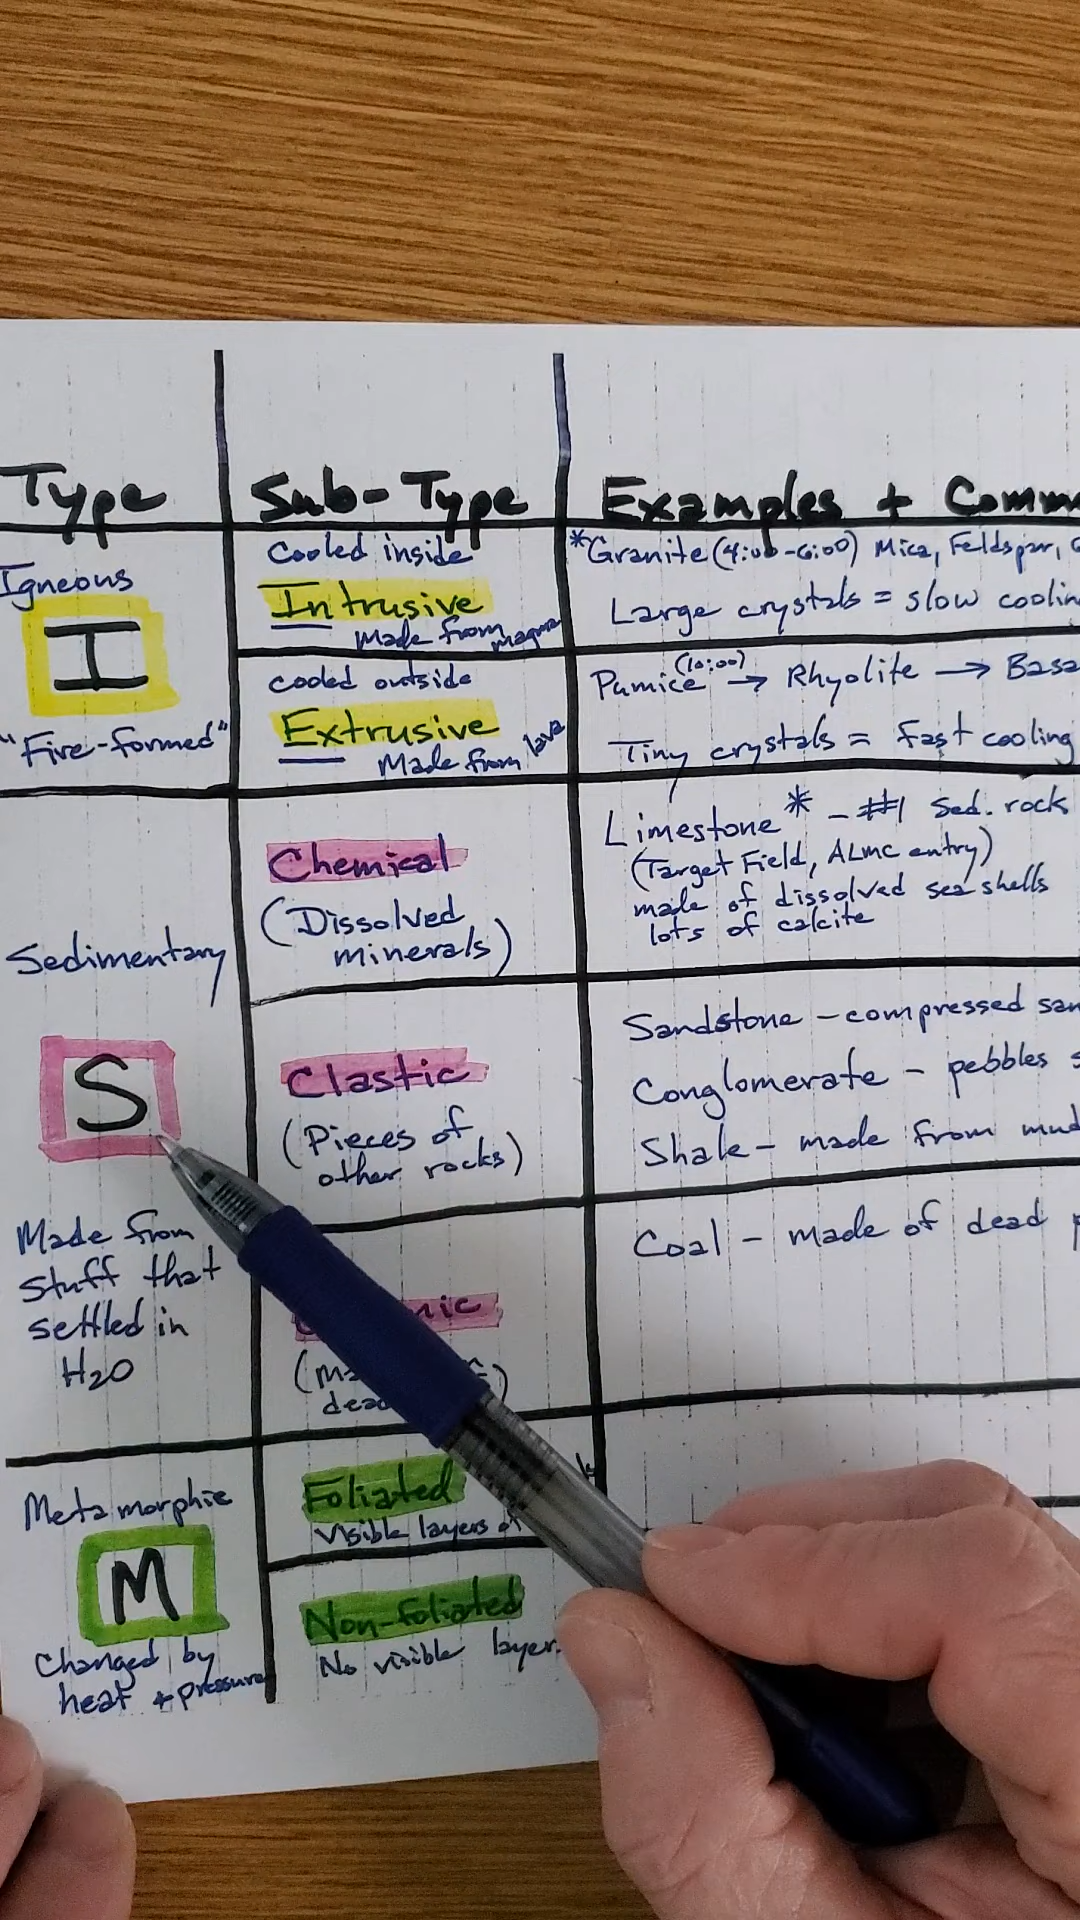 Type Sub-Type Examples +
Igneous
I
"Fire-formed"
Cooled inside
Intrusive
Made from magma
*Granite (4:00-6:00) Mica, Feldspar,
Large crystals = slow
cooled outside
Extrusive
Made from lava
(10:00)
Pumice → Rhyolite →
Tiny crystals = fast cooling
Sedimentary
S
Made from
stuff that
settled in
H2O
Chemical
(Dissolved
minerals)
Limestone * - #1 Sed. rock
(Target Field, ALMC entry)
made of dissolved sea shells
lots of calcite
Clastic
(Pieces of
other rocks)
Sandstone - compressed
Conglomerate - pebbles
Shale - made from mud
dead
Coal - made of dead
Metamorphic
M
Changed by
heat + pressure
Foliated
Visible layers
Non-foliated
No visible layer